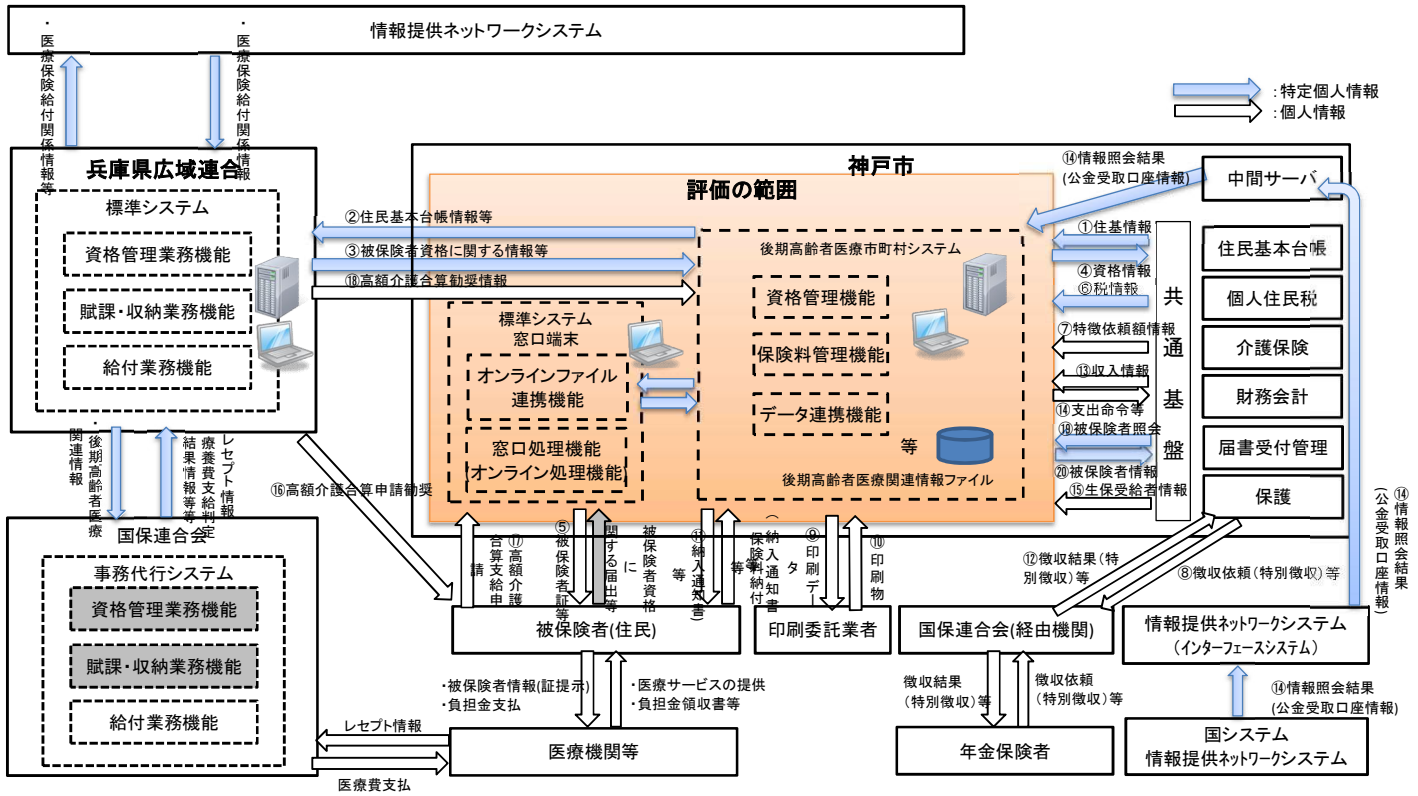 情報提供ネットワークシステム
・医療保険給付関係情報等
・医療保険給付関係情報
:特定個人情報
:個人情報
兵庫県広域連合
標準システム
資格管理業務機能
賦課・収納業務機能
給付業務機能
神戸市
評価の範囲
②住民基本台帳情報等
③被保険者資格に関する情報等
⑱高額介護合算勧奨情報
標準システム
窓口端末
オンラインファイル
連携機能
窓口処理機能
オンライン処理機能
後期高齢者医療市町村システム
資格管理機能
保険料管理機能
データ連携機能
等
後期高齢者医療関連情報ファイル
⑭情報照会結果
(公金受取口座情報)
①住基情報
④資格情報
⑥税情報
⑦特徴依頼額情報
⑬収入情報
⑭支出命令等
⑲被保険者照会
⑳被保険者情報
⑮生保受給者情報
共通基盤
中間サーバ
住民基本台帳
個人住民税
介護保険
財務会計
届書受付管理
保護
⑭情報照会結果
(公金受取口座情報)
・後期高齢者医療
関連情報
レセプト情報
療養費支給判定
結果情報等等
⑯高額介護合算申請勧奨
国保連合会
事務代行システム
資格管理業務機能
賦課・収納業務機能
給付業務機能
⑰高額介護
合算支給申
請
⑤被保険者証等
被保険者資格
に
関する届出等
⑪納入通知書)
等
保険料納付
(納入通知書
等等
⑨印刷デー
タ
⑩印刷物
⑫徴収結果(特
別徴収)等
⑧徴収依頼(特別徴収)等
被保険者(住民)
印刷委託業者
国保連合会(経由機関)
情報提供ネットワークシステム
(インターフェースシステム)
・被保険者情報(証提示)
・負担金支払
・医療サービスの提供
・負担金領収書等
徴収結果
(特別徴収)等
徴収依頼
(特別徴収)等
⑭情報照会結果
(公金受取口座情報)
レセプト情報
医療費支払
医療機関等
年金保険者
国システム
情報提供ネットワークシステム